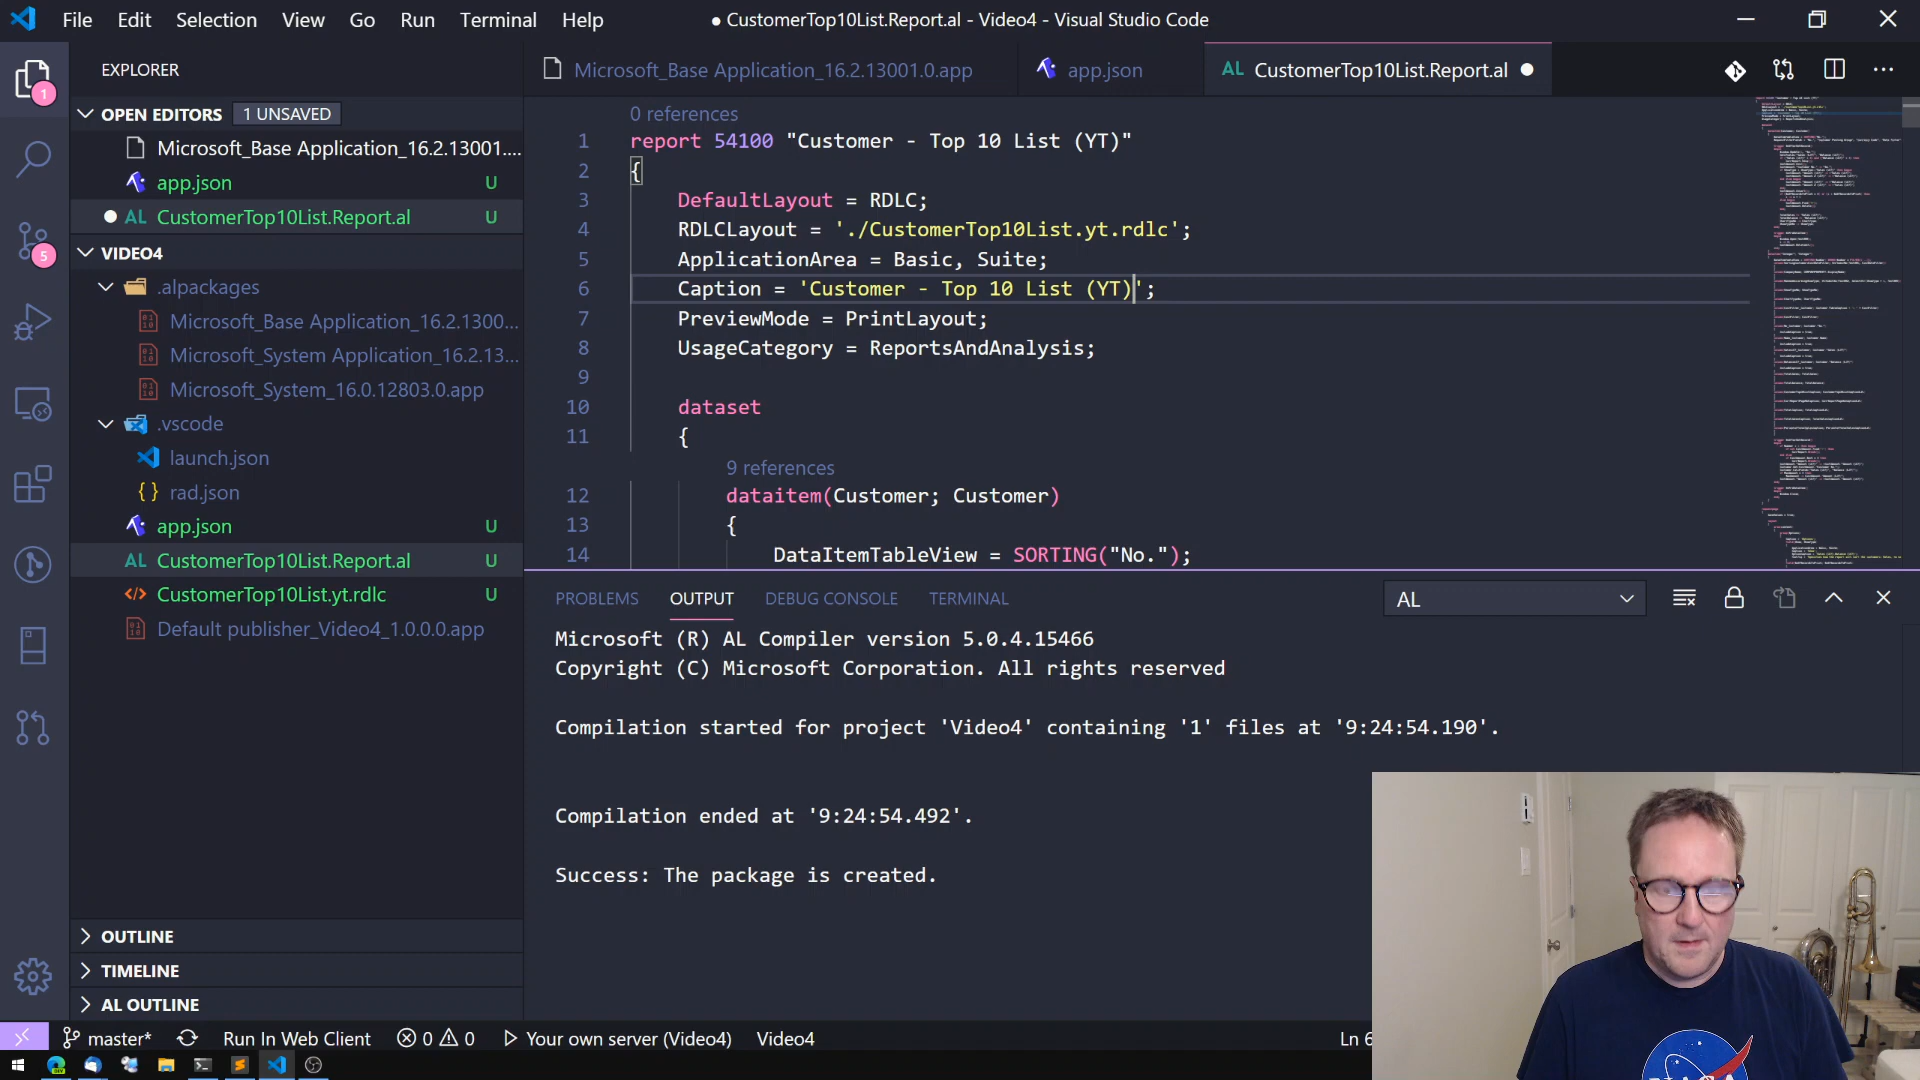 File Edit Selection View Go Run Terminal Help
● CustomerTop10List.Report.al - Video4 - Visual Studio Code
EXPLORER
Microsoft_Base Application_16.2.13001.0.app
app.json
AL CustomerTop10List.Report.al
1
OPEN EDITORS 1 UNSAVED
Microsoft_Base Application_16.2.13001....
app.json U
AL CustomerTop10List.Report.al U
5
VIDEO4
.alpackages
Microsoft_Base Application_16.2.1300...
Microsoft_System Application_16.2.13...
Microsoft_System_16.0.12803.0.app
.vscode
launch.json
{ } rad.json
app.json U
AL CustomerTop10List.Report.al U
</> CustomerTop10List.yt.rdlc U
Default publisher_Video4_1.0.0.0.app
OUTLINE
TIMELINE
AL OUTLINE
0 references
1 report 54100 "Customer - Top 10 List (YT)"
2 {
3 DefaultLayout = RDLC;
4 RDLCLayout = './CustomerTop10List.yt.rdlc';
5 ApplicationArea = Basic, Suite;
6 Caption = 'Customer - Top 10 List (YT)';
7 PreviewMode = PrintLayout;
8 UsageCategory = ReportsAndAnalysis;
9
10 dataset
11 {
9 references
12 dataitem(Customer; Customer)
13 {
14 DataItemTableView = SORTING("No.");
PROBLEMS OUTPUT DEBUG CONSOLE TERMINAL
AL
Microsoft (R) AL Compiler version 5.0.4.15466
Copyright (C) Microsoft Corporation. All rights reserved
Compilation started for project 'Video4' containing '1' files at '9:24:54.190'.
Compilation ended at '9:24:54.492'.
Success: The package is created.
master* Run In Web Client 0 0 Your own server (Video4) Video4
Ln 6